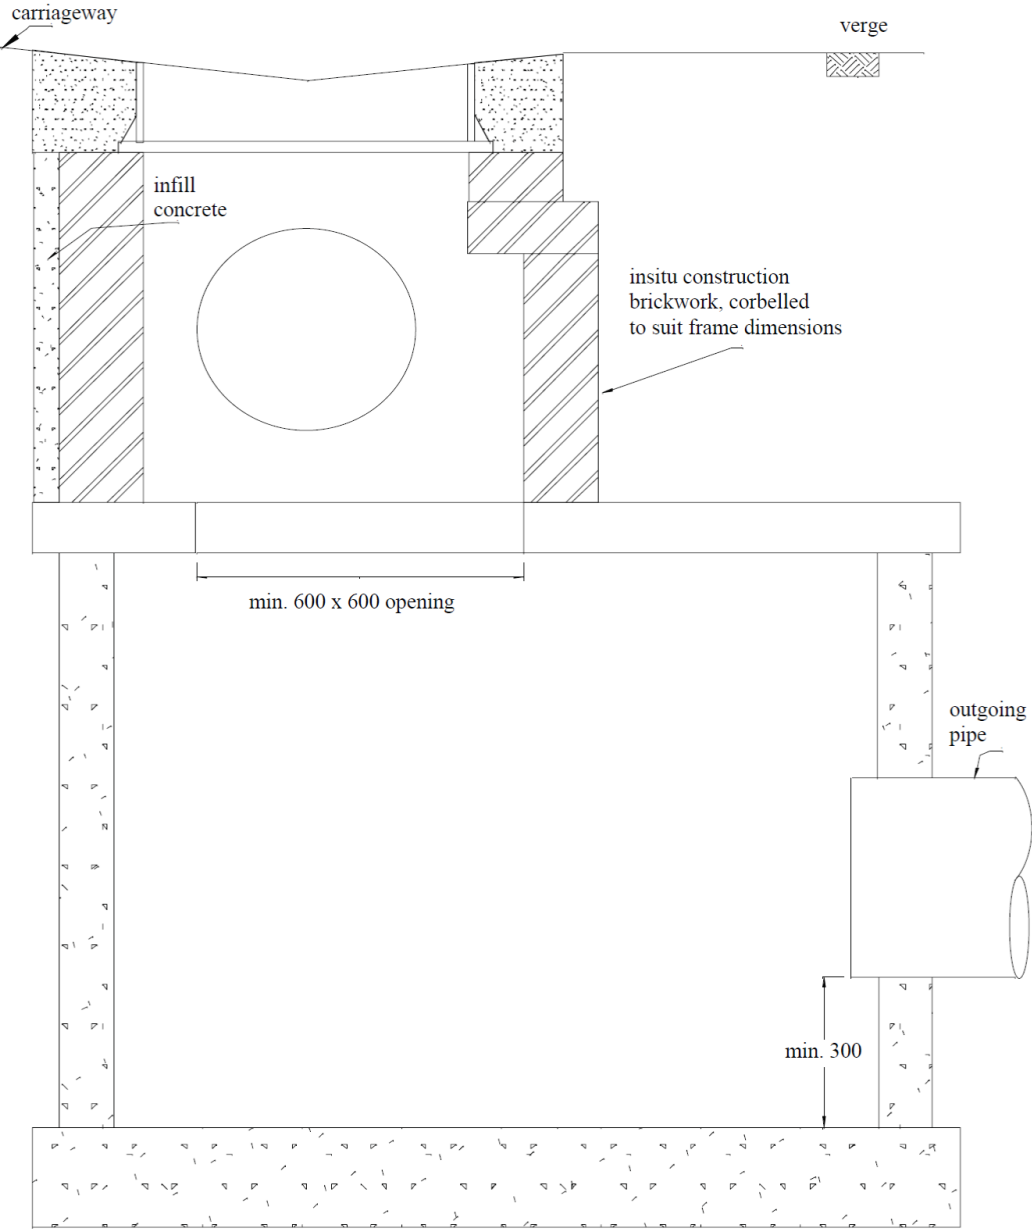 carriageway
verge
infill
concrete
insitu construction
brickwork, corbelled
to suit frame dimensions
min. 600 x 600 opening
outgoing
pipe
min. 300